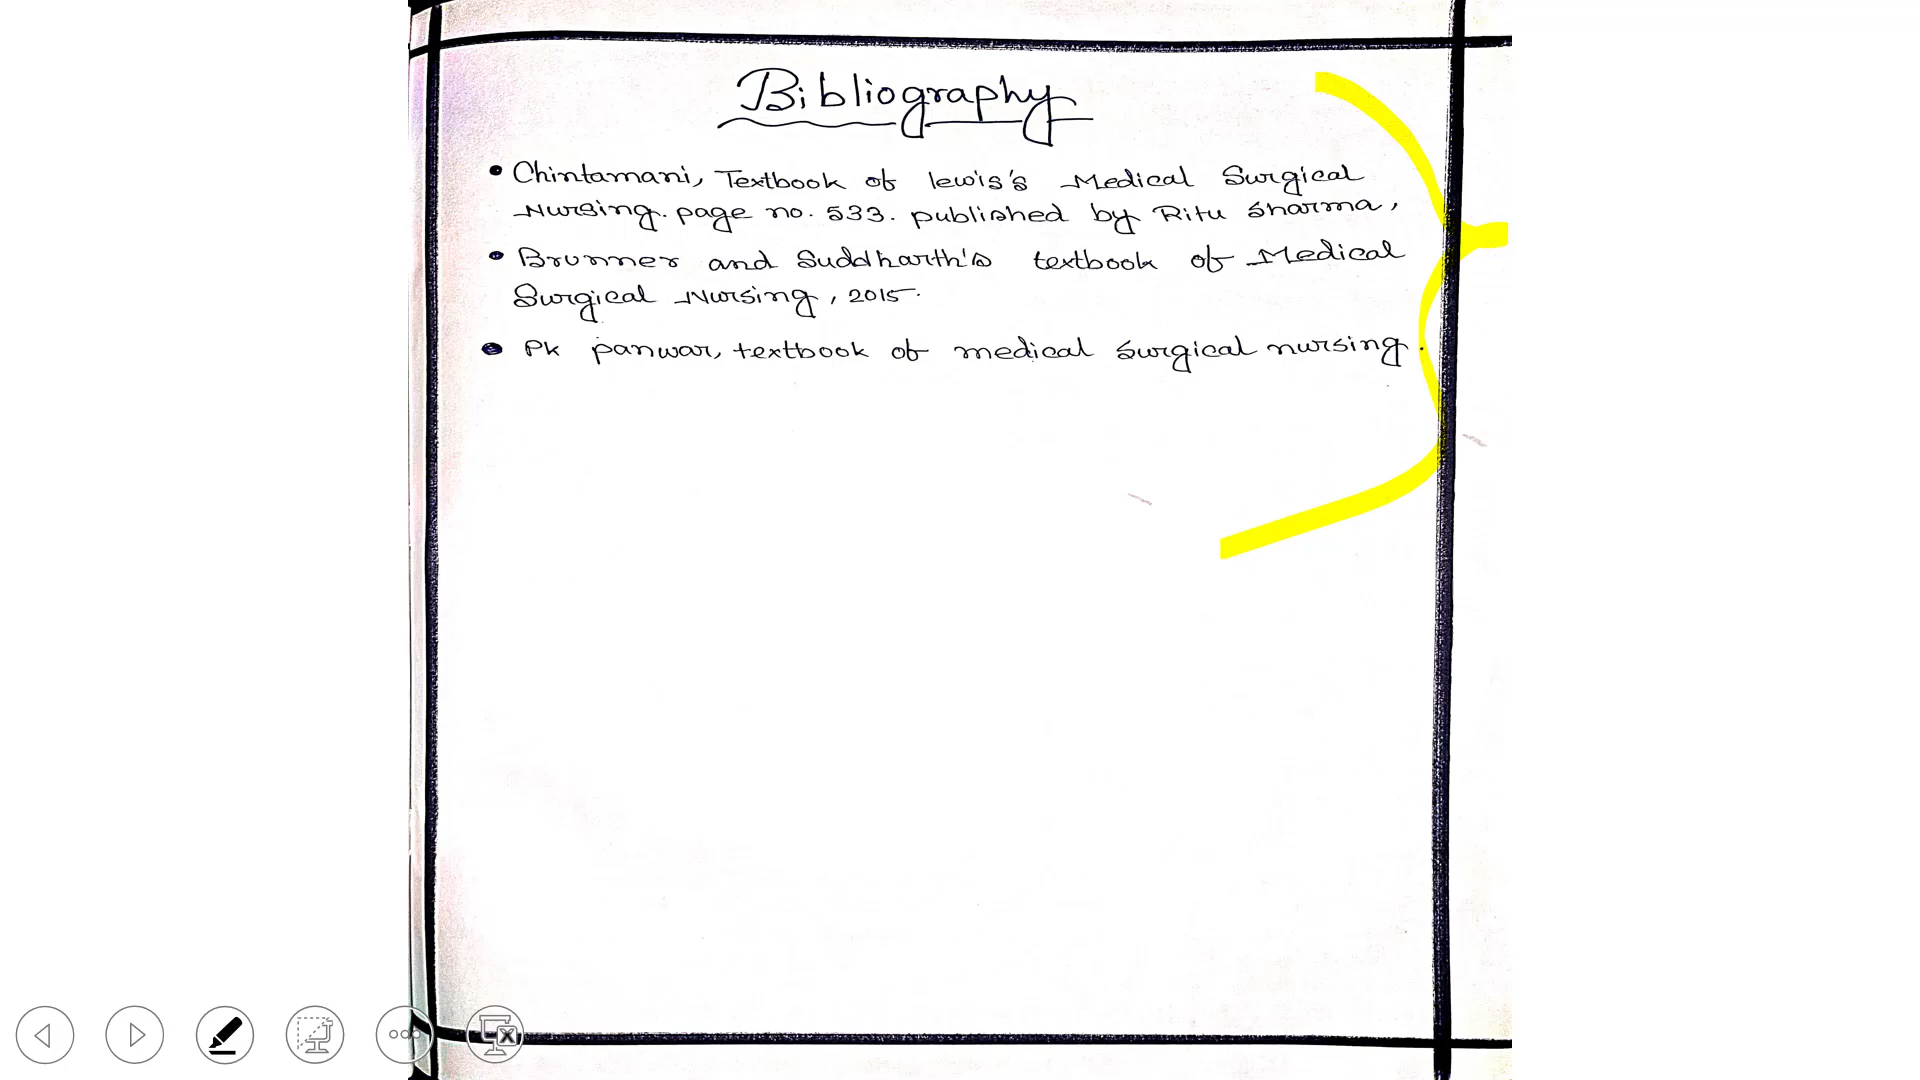 Bibliography
• Chintamani, Textbook of lewis's Medical Surgical
Nursing. page no. 533. published by Ritu Sharma,
• Brunner and Suddharth's textbook of Medical
Surgical Nursing, 2015.
• Pk panwar, textbook of medical surgical nursing.